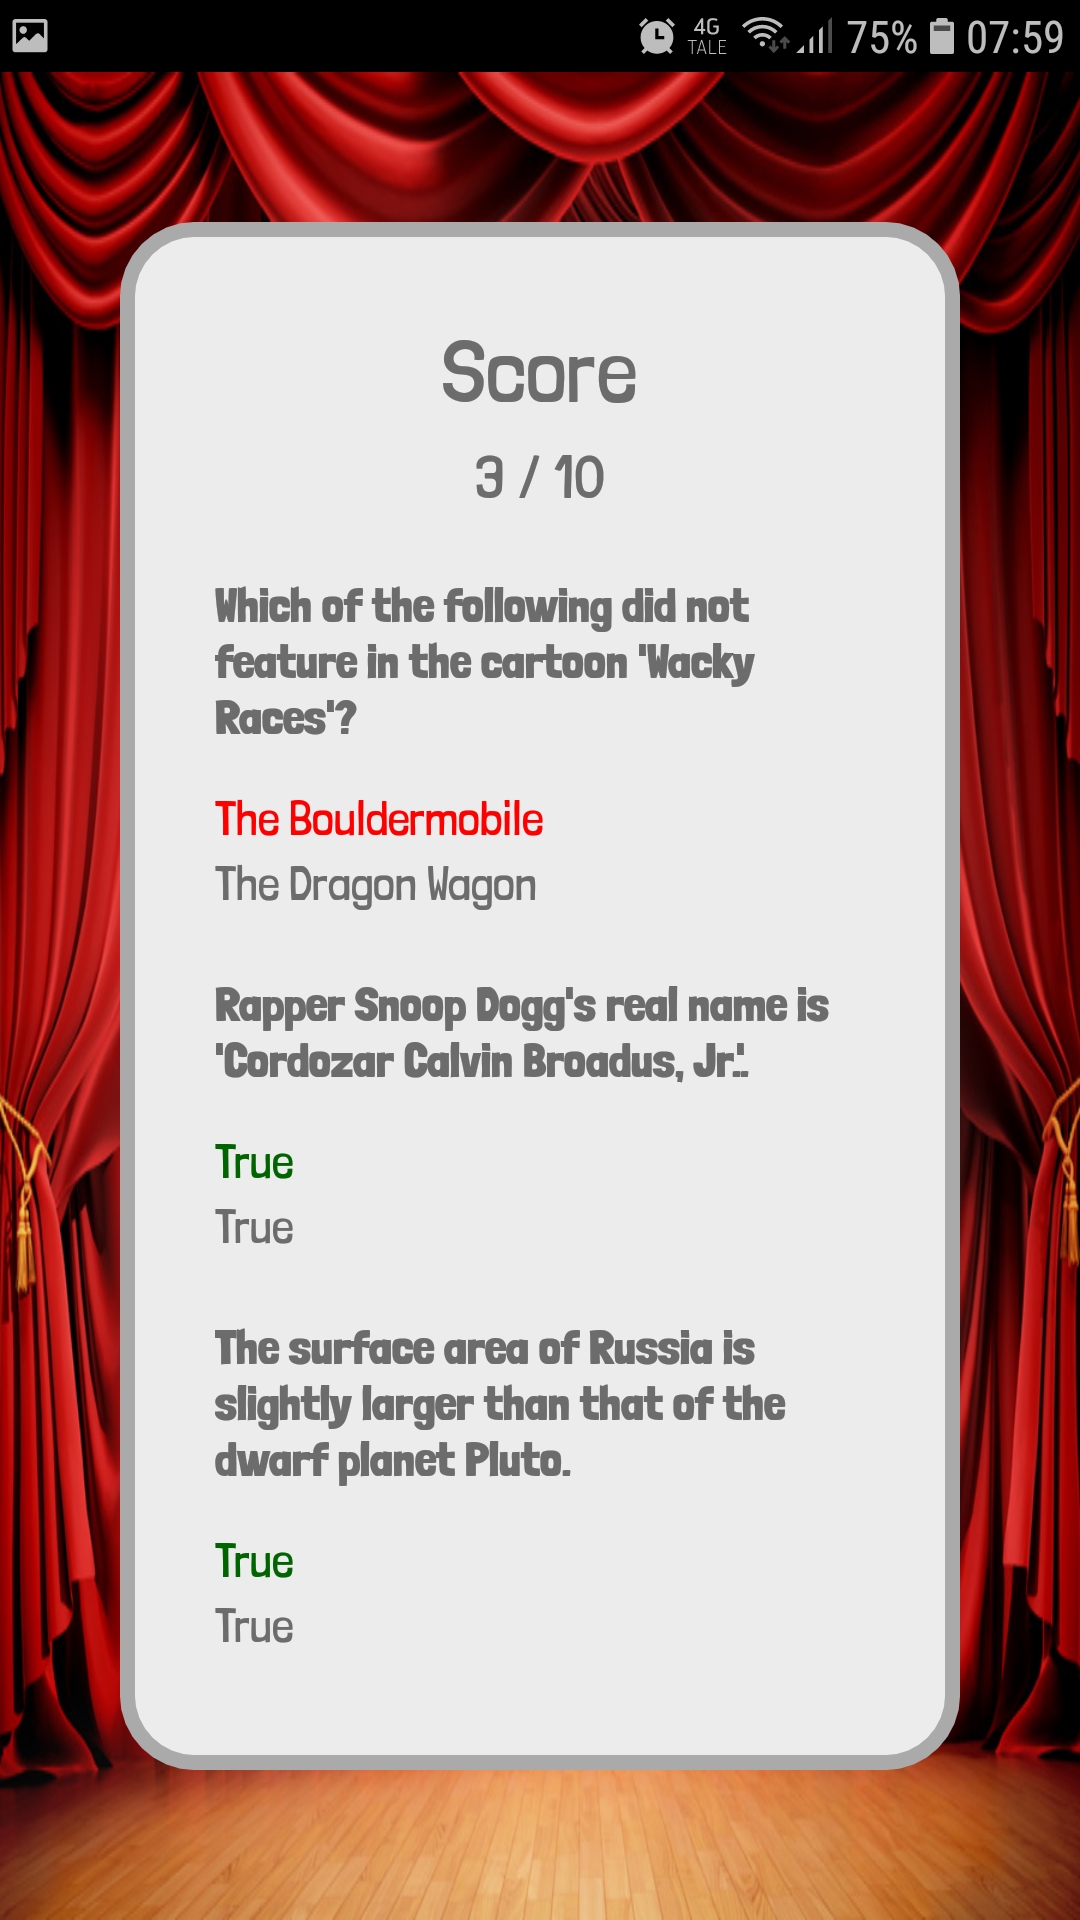 4G
TALE
75%
07:59
Score
3 / 10
Which of the following did not
feature in the cartoon 'Wacky
Races'?
The Bouldermobile
The Dragon Wagon
Rapper Snoop Dogg's real name is
'Cordozar Calvin Broadus, Jr.'.
True
True
The surface area of Russia is
slightly larger than that of the
dwarf planet Pluto.
True
True